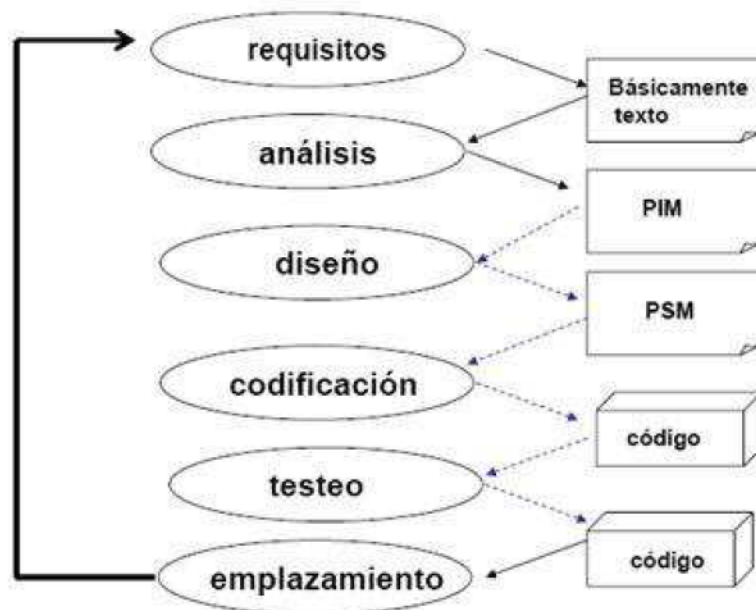 requisitos
Básicamente
texto
análisis
PIM
diseño
PSM
codificación
código
testeo
código
emplazamiento